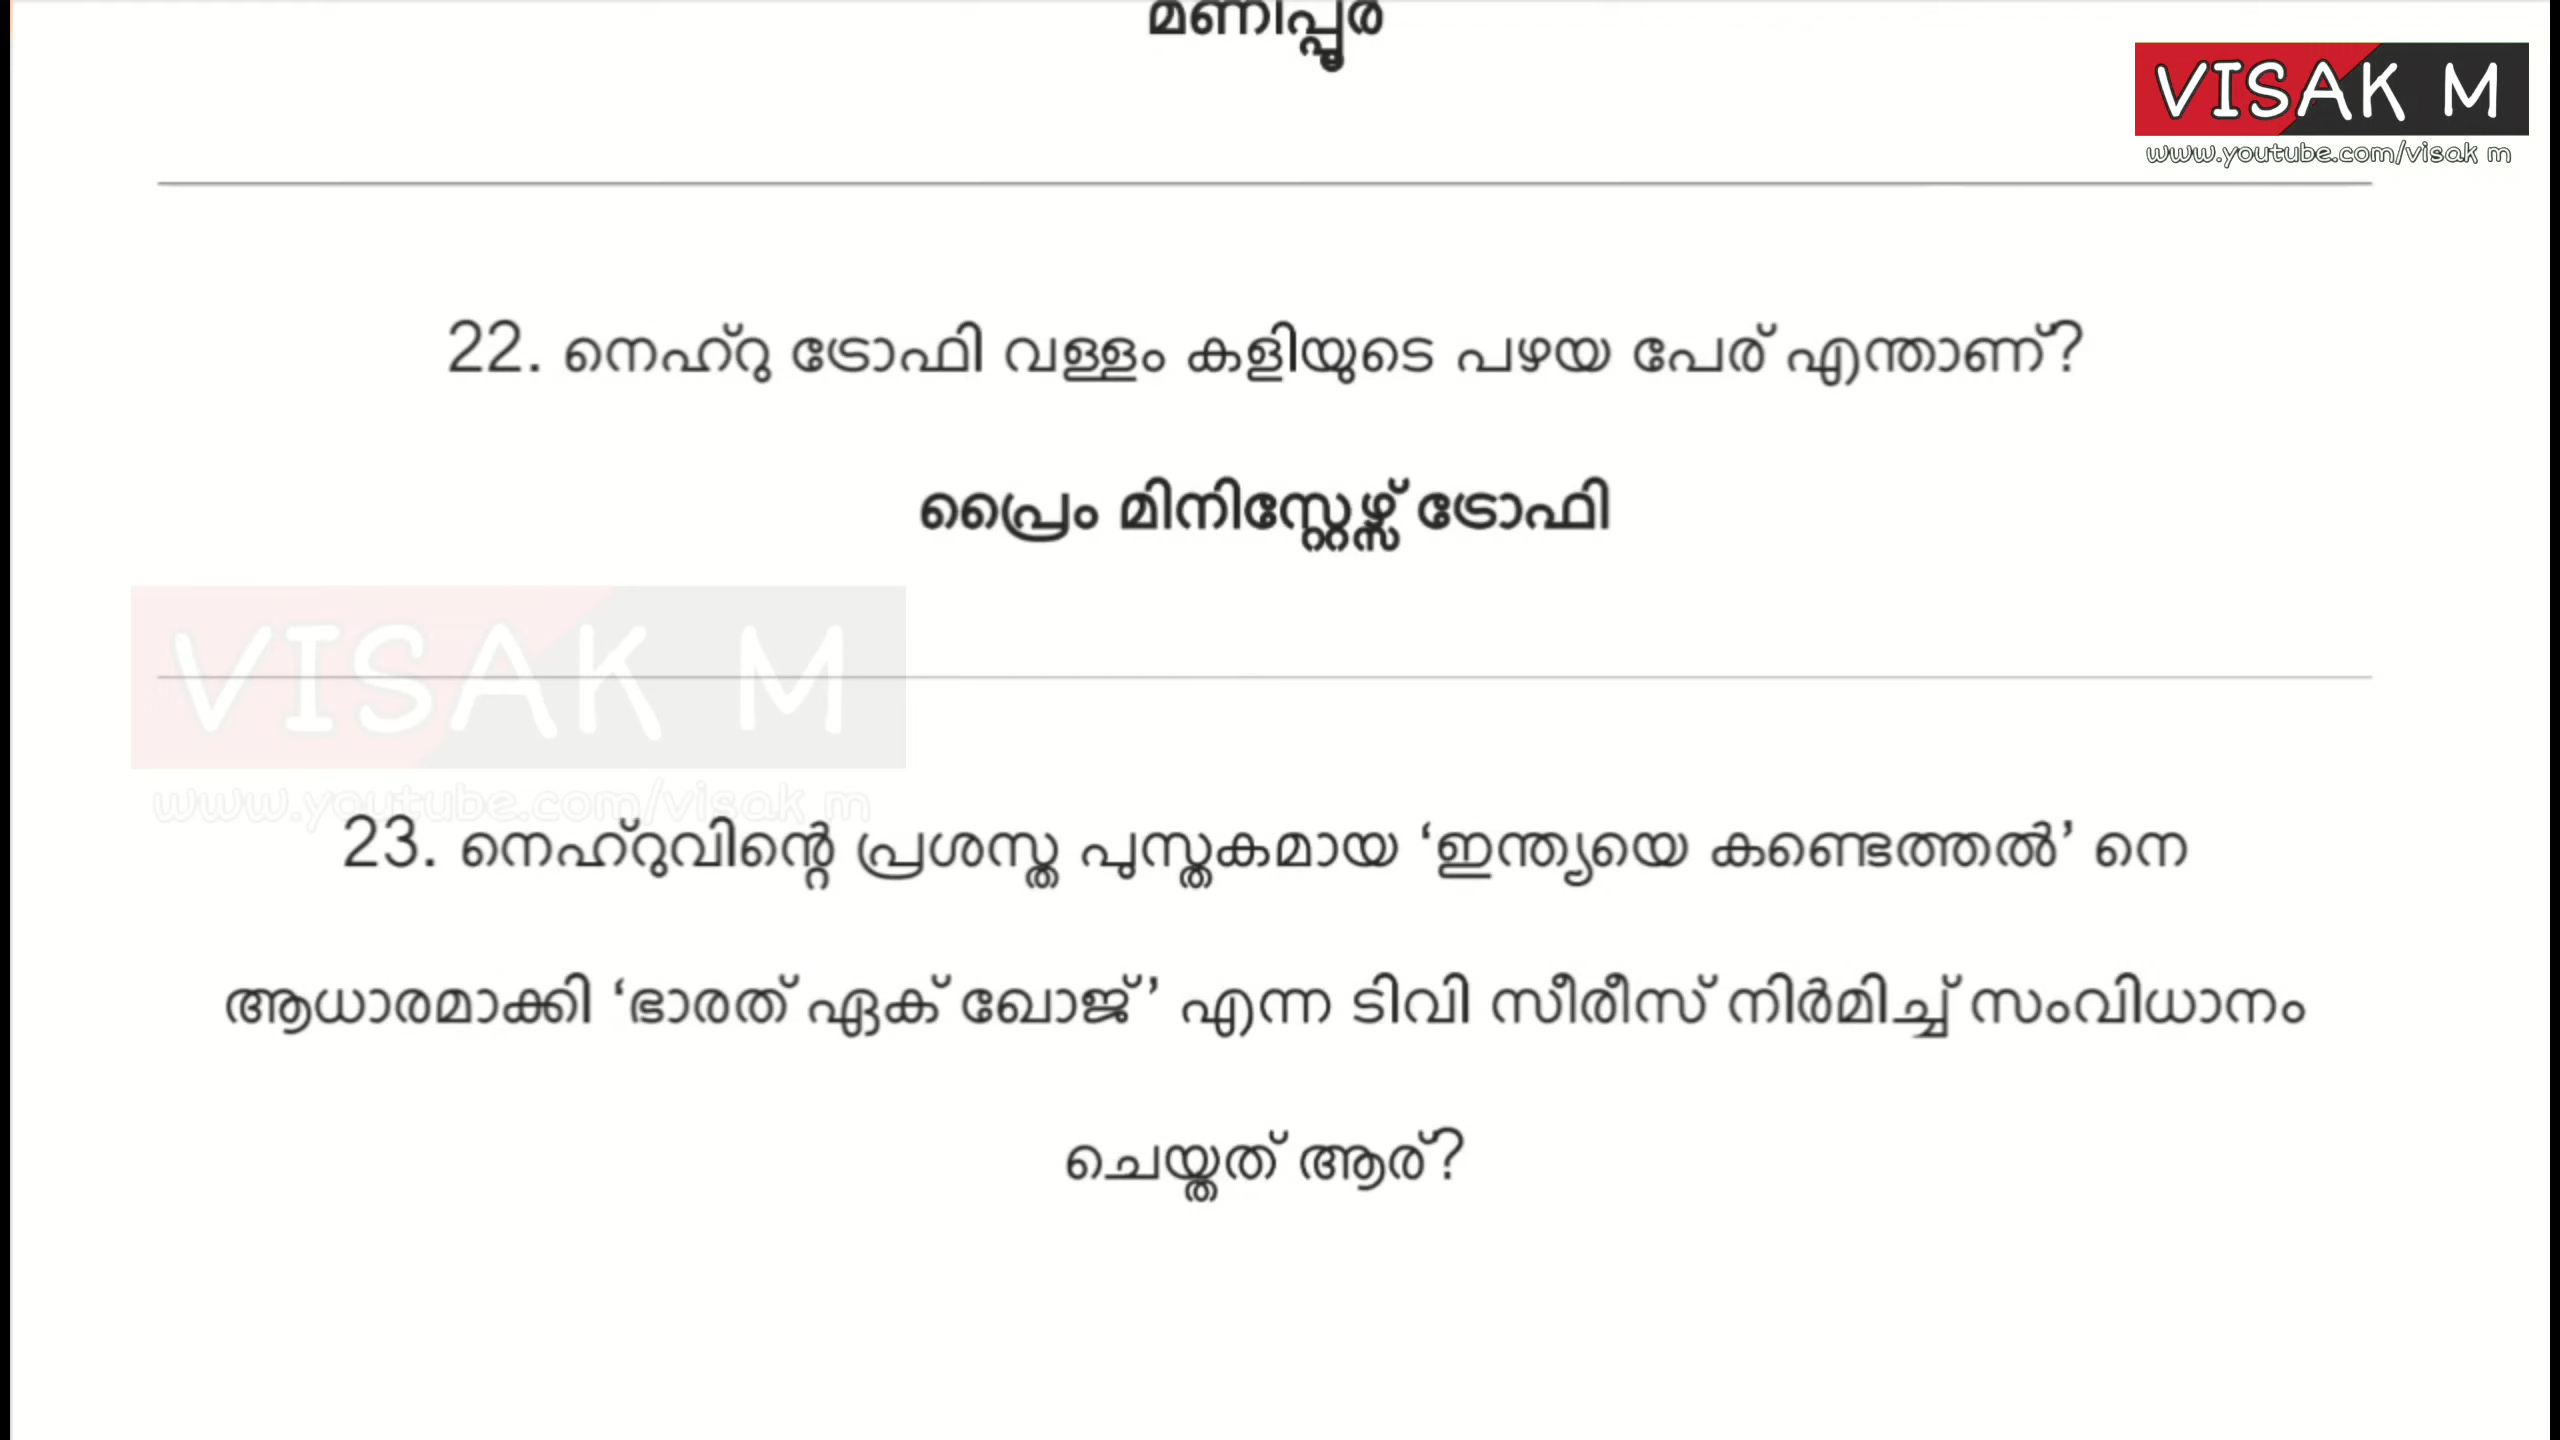 മണിപ്പൂർ
VISAK M
www.youtube.com/visak m
22. നെഹ്റു ട്രോഫി വള്ളം കളിയുടെ പഴയ പേര് എന്താണ്?
പ്രൈം മിനിസ്റ്റേഴ്സ് ട്രോഫി
VISAK M
www.youtube.com/visak m
23. നെഹ്റുവിന്റെ പ്രശസ്ത പുസ്തകമായ ‘ഇന്ത്യയെ കണ്ടെത്തൽ’ നെ
ആധാരമാക്കി ‘ഭാരത് ഏക് ഖോജ്’ എന്ന ടിവി സീരീസ് നിർമിച്ച് സംവിധാനം
ചെയ്തത് ആര്?